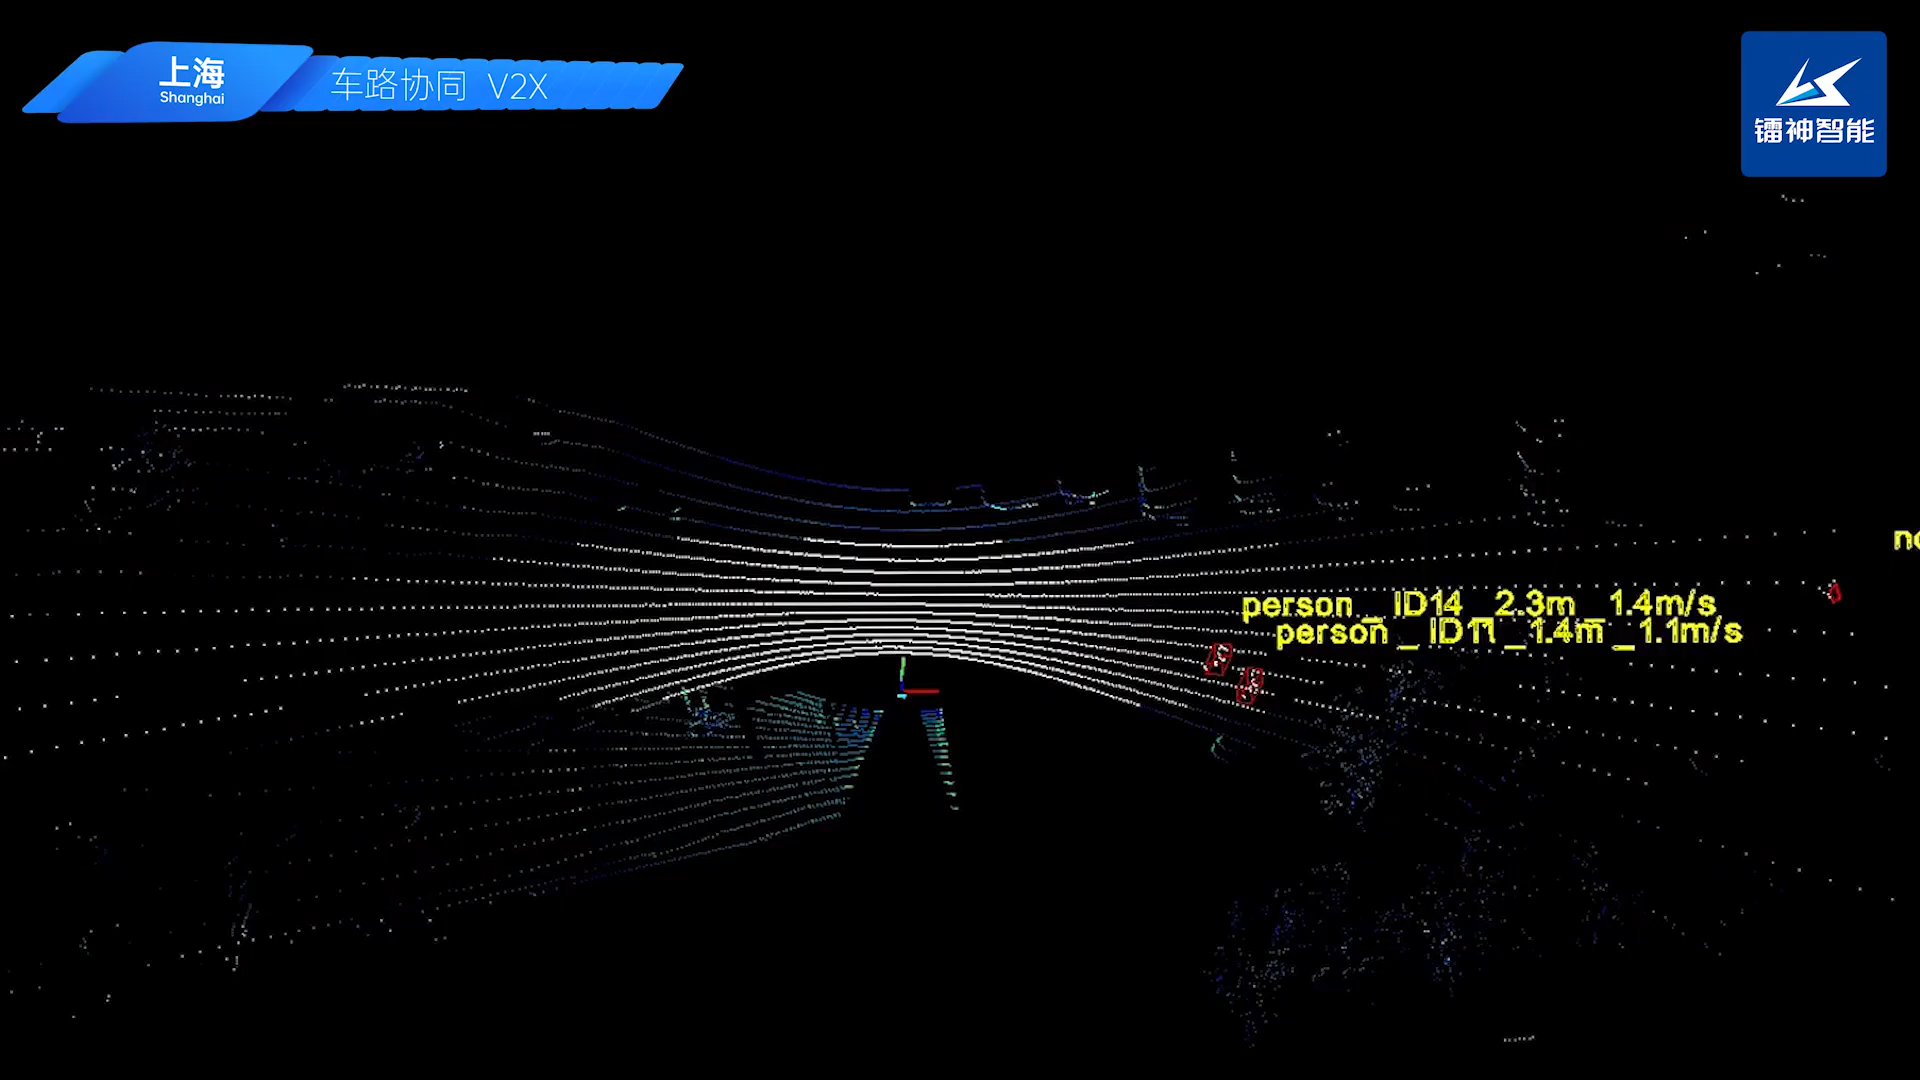 上海
Shanghai
车路协同 V2X
镭神智能
person _ ID14 _ 2.3m _ 1.4m/s
person _ ID11 _ 1.4m _ 1.1m/s